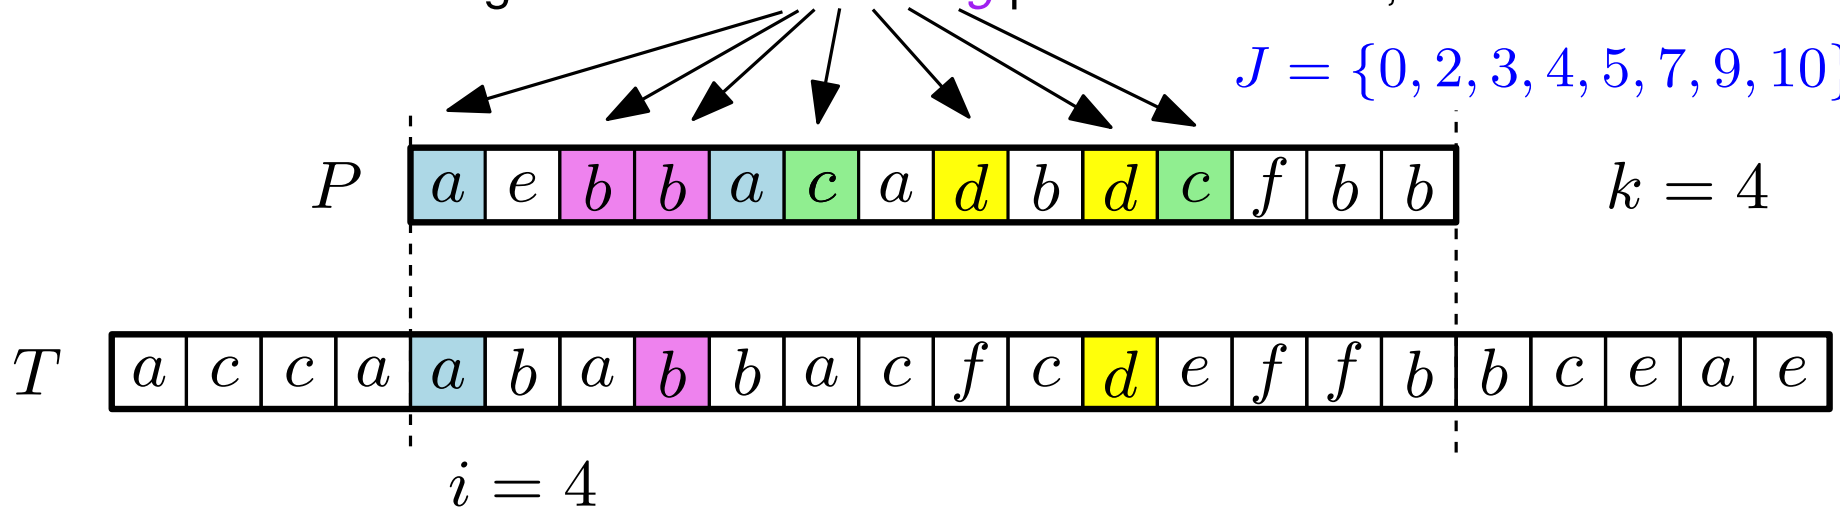 J = {0, 2, 3, 4, 5, 7, 9, 10}
P a e b b a c a d b d c f b b k = 4
T a c c a a b a b b a c f c d e f f b b c e a e
i = 4